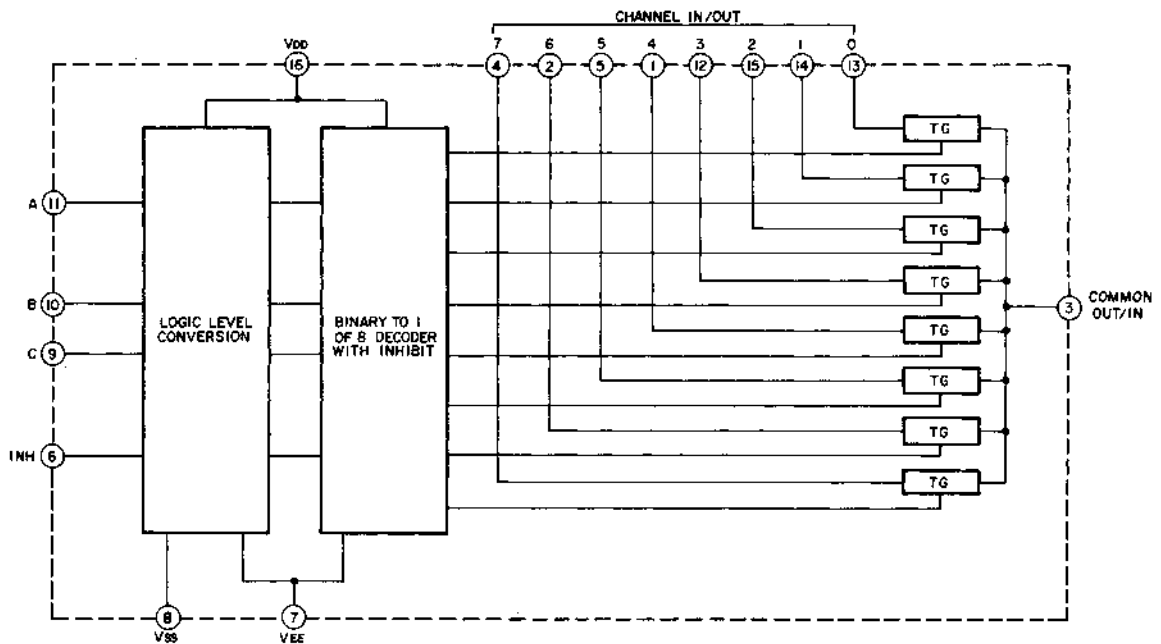 CHANNEL IN/OUT
7 6 5 4 3 2 1 0
VDD
16 4 2 5 1 12 15 14 13
TG
A 11
TG
TG
B 10
TG
3 COMMON
OUT/IN
LOGIC LEVEL
CONVERSION
BINARY TO 1
OF 8 DECODER
WITH INHIBIT
C 9
TG
TG
TG
INH 6
TG
8 7
VSS VEE